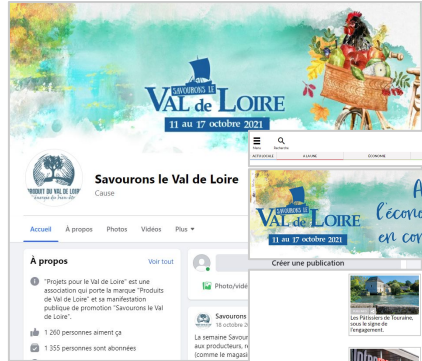 SAVOURONS LE
VAL de LOIRE
11 au 17 octobre 2021
PRODUIT DU VAL DE LOIRE
Savourons le Val de Loire
Cause
Accueil
À propos
Photos
Vidéos
Plus
À propos
Voir tout
"Projets pour le Val de Loire" est une
association qui porte la marque "Produits
de Val de Loire" et sa manifestation
publique de promotion "Savourons le Val
de Loire".
1 260 personnes aiment ça
1 355 personnes sont abonnées
Menu
Recherche
ACTU LOCALE
A LA UNE
ÉCONOMIE
SAVOURONS LE
VAL de LOIRE
11 au 17 octobre 2021
A
l'écono
en con
Créer une publication
Photo/vidé
Savourons
18 octobre 20
La semaine Savour
aux producteurs, re
(comme le magasi
Les Pâtissiers de Touraine,
sous le signe de
l'engagement.